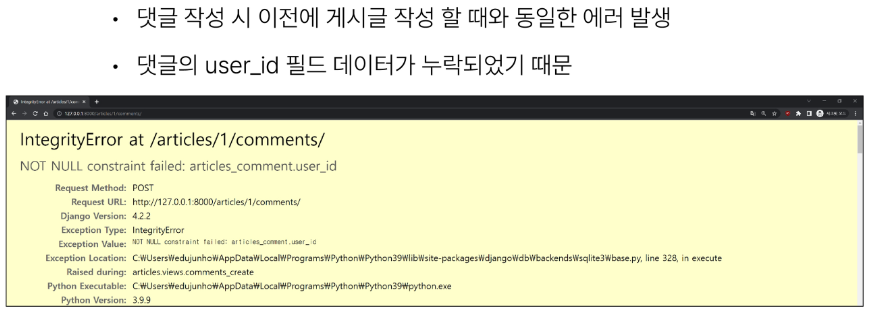 • 댓글 작성 시 이전에 게시글 작성 할 때와 동일한 에러 발생
• 댓글의 user_id 필드 데이터가 누락되었기 때문
IntegrityError at /articles/1/comments/
NOT NULL constraint failed: articles_comment.user_id
Request Method: POST
Request URL: http://127.0.0.1:8000/articles/1/comments/
Django Version: 4.2.2
Exception Type: IntegrityError
Exception Value: NOT NULL constraint failed: articles_comment.user_id
Exception Location: C:₩Users₩edujunho₩AppData₩Local₩Programs₩Python₩Python39₩lib₩site-packages₩django₩db₩backends₩sqlite3₩base.py, line 328, in execute
Raised during: articles.views.comments_create
Python Executable: C:₩Users₩edujunho₩AppData₩Local₩Programs₩Python₩Python39₩python.exe
Python Version: 3.9.9